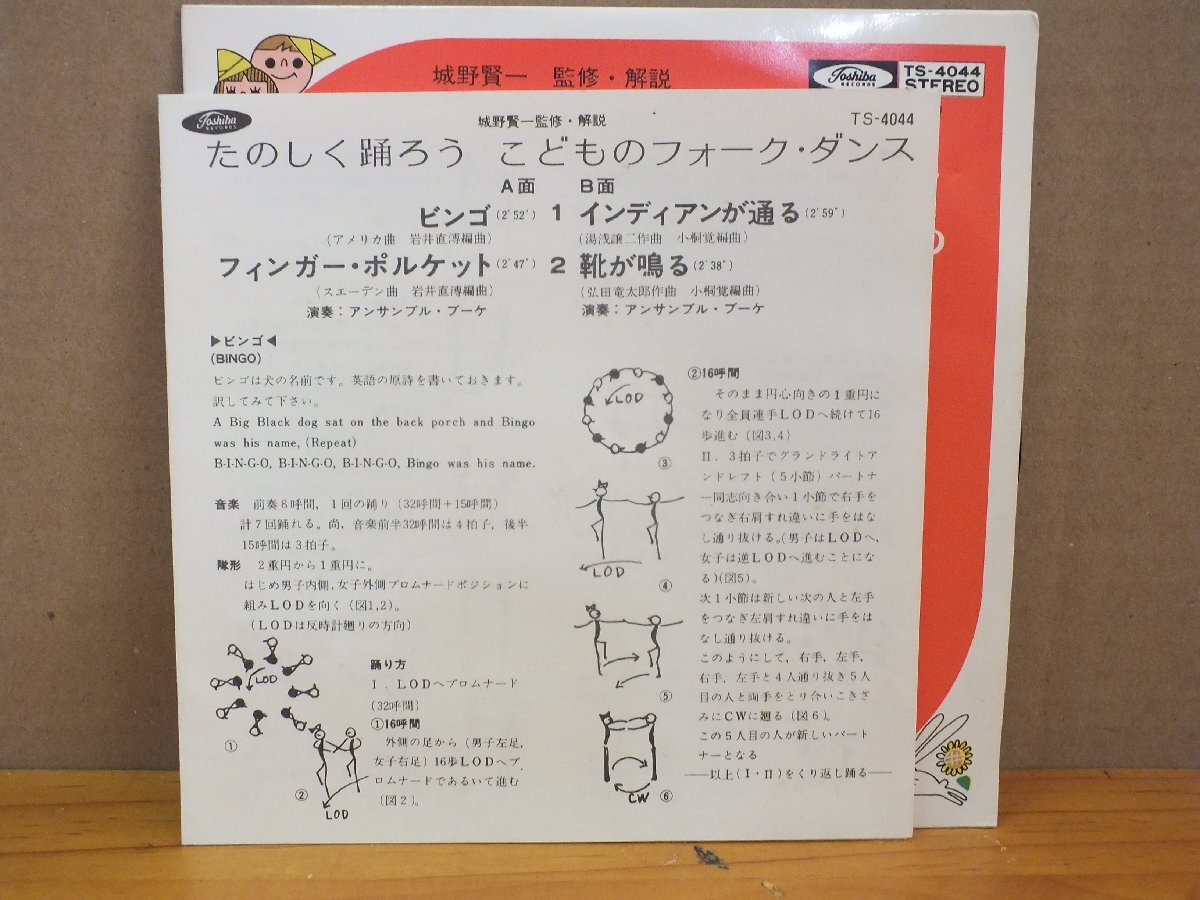 城野賢一 監修・解説
Toshiba RECORDS
TS-4044
STEREO
Toshiba RECORDS
城野賢一監修・解説
TS-4044
たのしく踊ろう こどものフォーク・ダンス
A面 B面
ビンゴ(2'52") 1 インディアンが通る(2'59")
(アメリカ曲 岩井直溥編曲) (湯浅譲二作曲 小桐覚編曲)
フィンガー・ポルケット(2'47") 2 靴が鳴る(2'38")
(スエーデン曲 岩井直溥編曲) (弘田竜太郎作曲 小桐覚編曲)
演奏:アンサンブル・ブーケ 演奏:アンサンブル・ブーケ
▶ビンゴ◀
(BINGO)
ビンゴは犬の名前です。英語の原詩を書いておきます。
訳してみて下さい。
A Big Black dog sat on the back porch and Bingo
was his name, (Repeat)
B-I-N-G-O, B-I-N-G-O, B-I-N-G-O, Bingo was his name.
音楽 前奏8呼間、1回の踊り(32呼間+15呼間)
計7回踊れる。尚、音楽前半32呼間は4拍子、後半
15呼間は3拍子。
隊形 2重円から1重円に。
はじめ男子内側、女子外側プロムナードポジションに
組みLODを向く(図1,2)。
(LODは反時計廻りの方向)
LOD
①
踊り方
I.LODへプロムナード
(32呼間)
①16呼間
外側の足から(男子左足,
女子右足)16歩LODへプ
ロムナードであるいて進む
(図2)。
②
LOD
LOD
③
LOD
④
⑤
CW
⑥
②16呼間
そのまま円心向きの1重円に
なり全員連手LODへ続けて16
歩進む(図3,4)
II.3拍子でグランドライトア
ンドレフト(5小節)パートナ
ー同志向き合い1小節で右手を
つなぎ右肩すれ違いに手をはな
し通り抜ける。(男子はLODへ、
女子は逆LODへ進むことにな
る)(図5)。
次1小節は新しい次の人と左手
をつなぎ左肩すれ違いに手をは
なし通り抜ける。
このようにして、右手、左手、
右手、左手と4人通り抜き5人
目の人と両手をとり合いこきざ
みにCWに廻る(図6)。
この5人目の人が新しいパート
ナーとなる
――以上(I・II)をくり返し踊る――